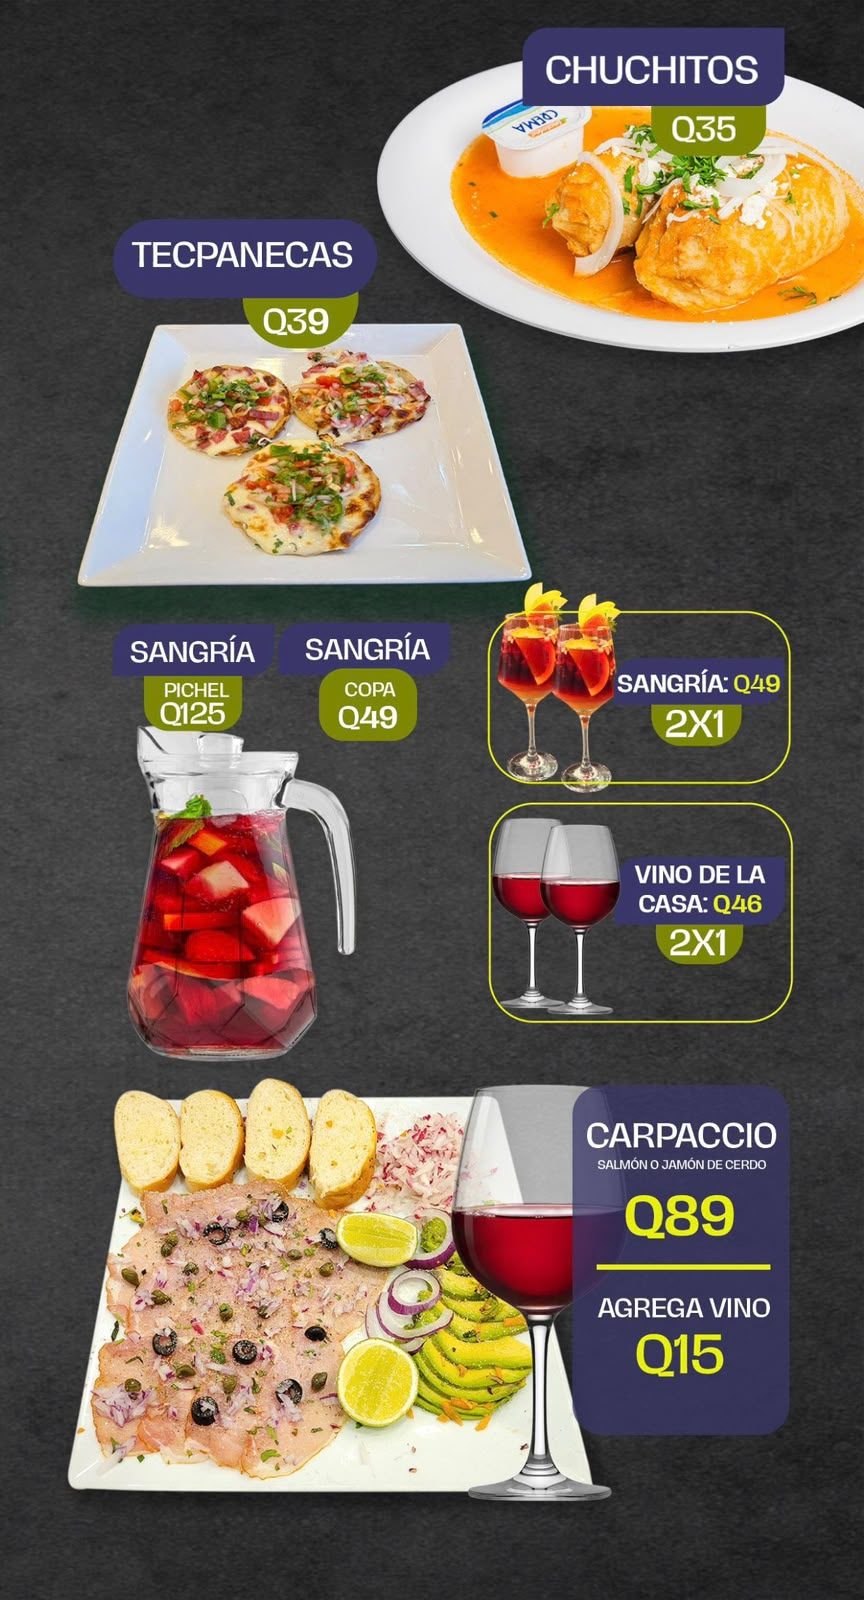 CHUCHITOS
Q35
CREMA
TECPANECAS
Q39
SANGRÍA
PICHEL
Q125
SANGRÍA
COPA
Q49
SANGRÍA: Q49
2X1
VINO DE LA
CASA: Q46
2X1
CARPACCIO
SALMÓN O JAMÓN DE CERDO
Q89
AGREGA VINO
Q15